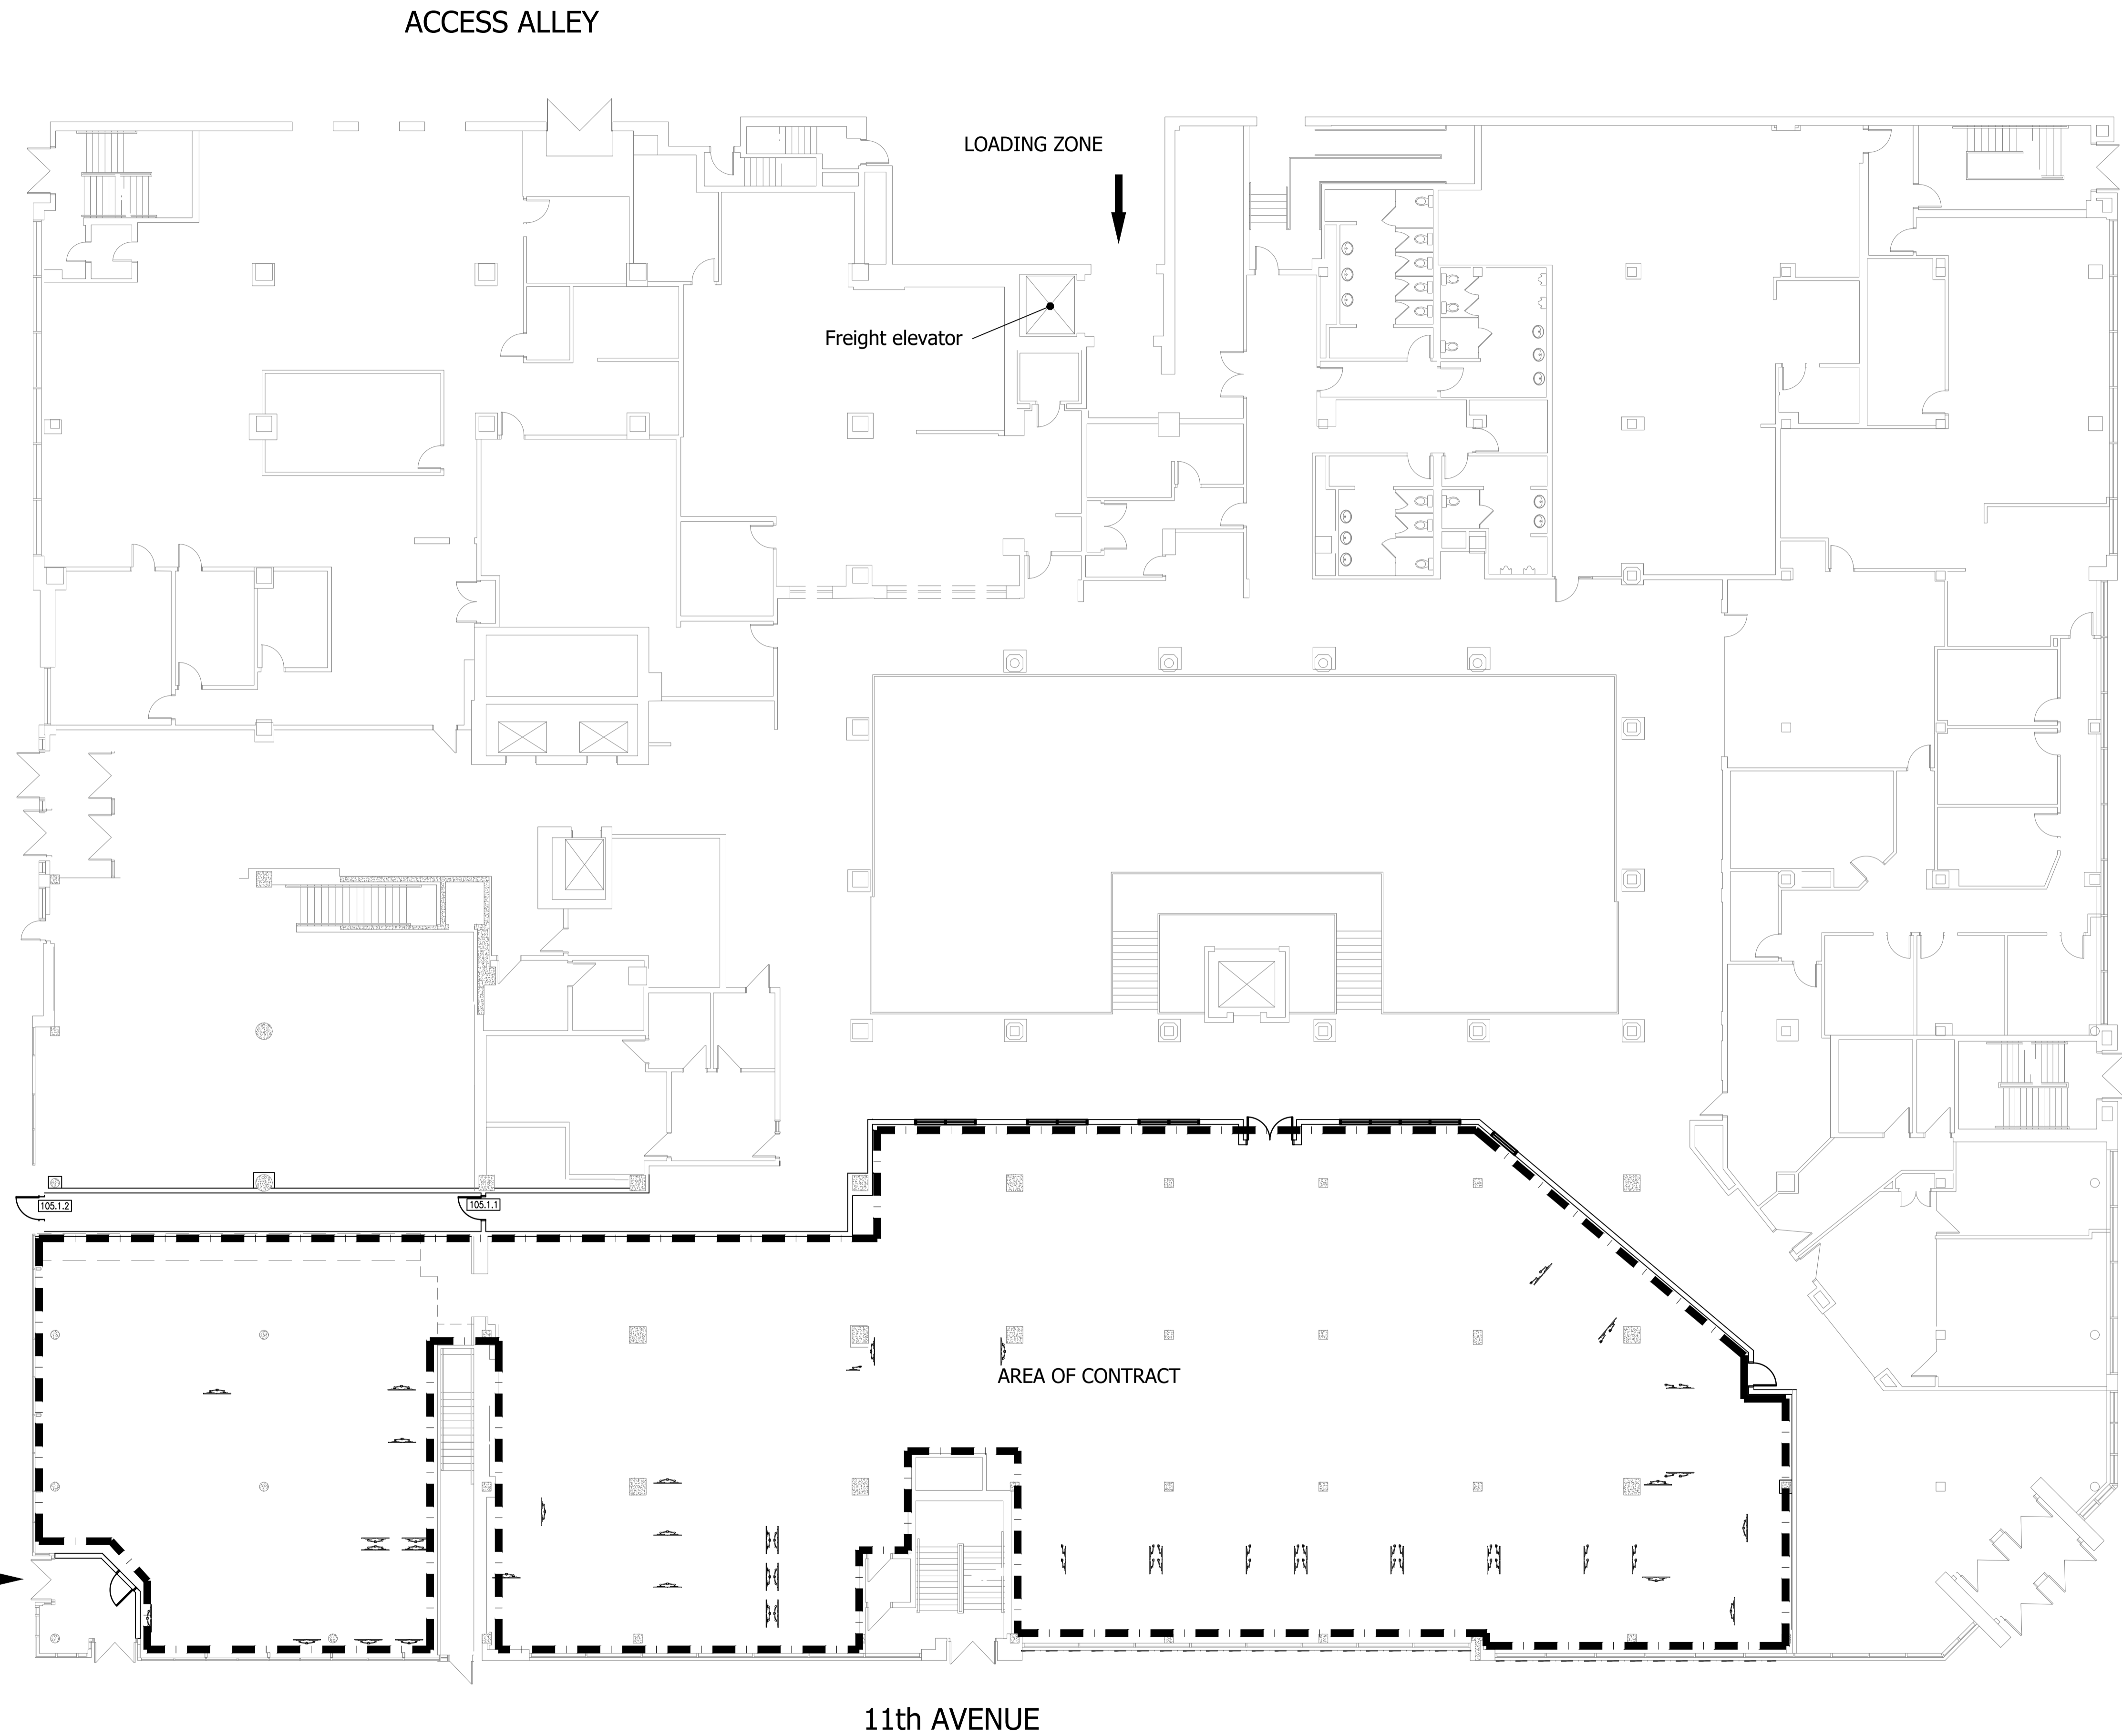 ACCESS ALLEY
LOADING ZONE
Freight elevator
105.1.2
105.1.1
AREA OF CONTRACT
11th AVENUE